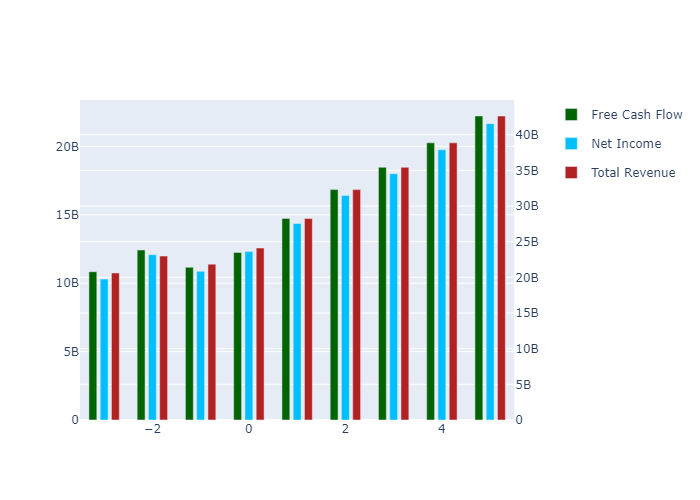 Free Cash Flow
Net Income
Total Revenue
20B
15B
10B
5B
0
40B
35B
30B
25B
20B
15B
10B
5B
0
−2
0
2
4